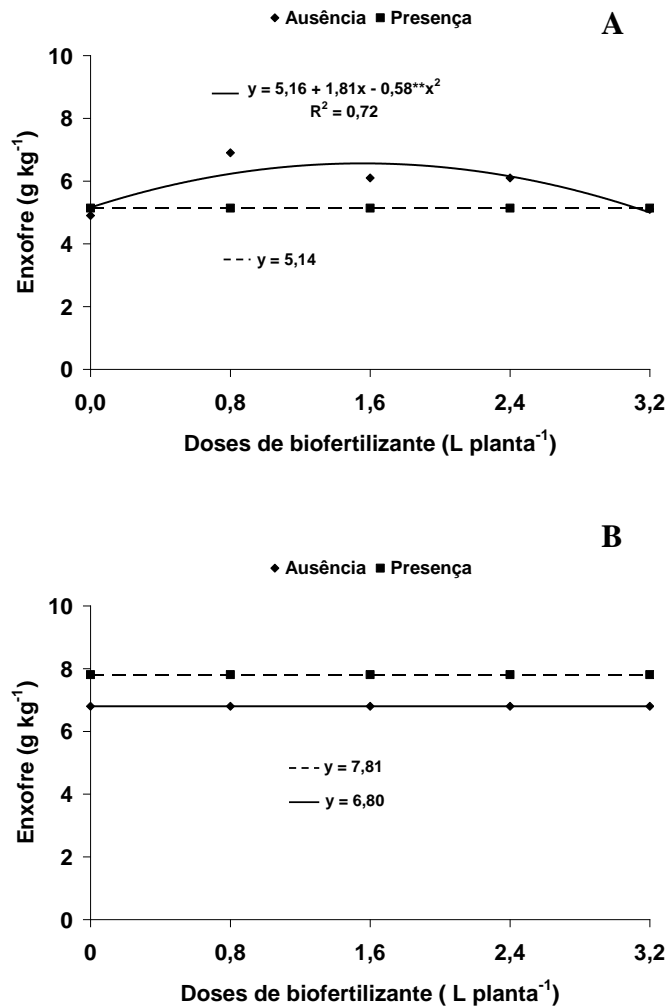 Ausência Presença
A
10
y = 5,16 + 1,81x - 0,58**x²
R² = 0,72
8
6
4
y = 5,14
2
0
0,0 0,8 1,6 2,4 3,2
Enxofre (g kg⁻¹)
Doses de biofertilizante (L planta⁻¹)
B
Ausência Presença
10
8
6
y = 7,81
4
y = 6,80
2
0
0 0,8 1,6 2,4 3,2
Enxofre (g kg⁻¹)
Doses de biofertilizante ( L planta⁻¹)